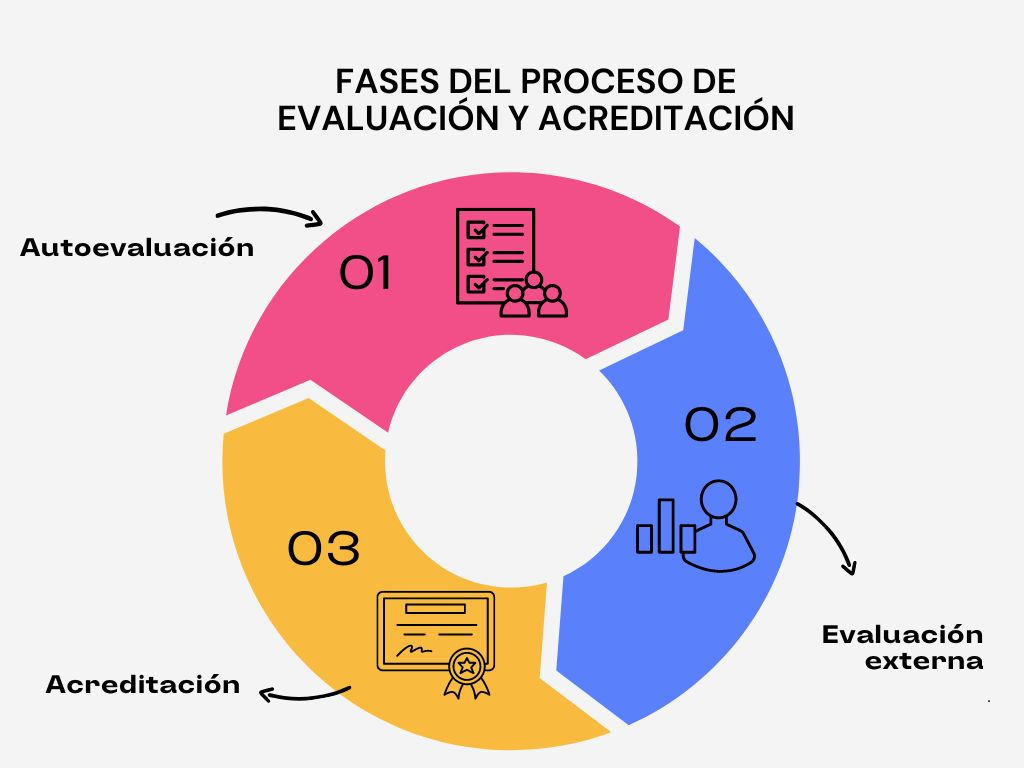 FASES DEL PROCESO DE
EVALUACIÓN Y ACREDITACIÓN
Autoevaluación
01
02
Evaluación
externa
03
Acreditación
.